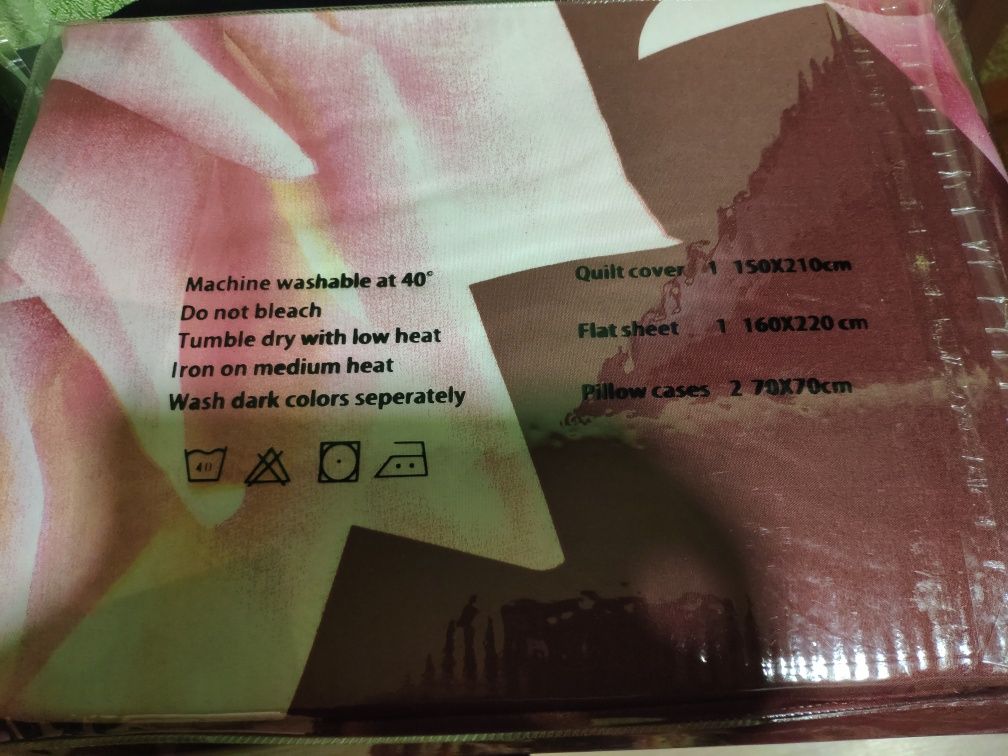 Machine washable at 40°
Do not bleach
Tumble dry with low heat
Iron on medium heat
Wash dark colors seperately
40
Quilt cover 1 150X210cm
Flat sheet 1 160X220 cm
Pillow cases 2 70X70cm